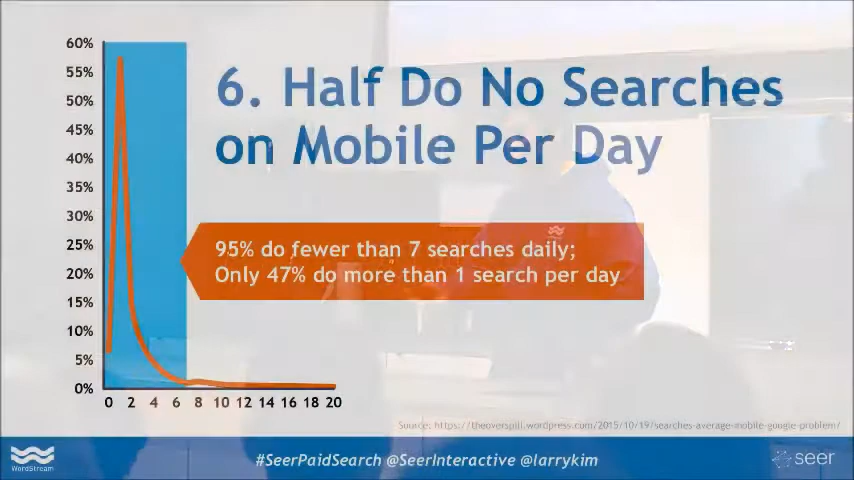 6. Half Do No Searches
on Mobile Per Day
60%
55%
50%
45%
40%
35%
30%
25%
20%
15%
10%
5%
0%
95% do fewer than 7 searches daily;
Only 47% do more than 1 search per day
0 2 4 6 8 10 12 14 16 18 20
Source: https://theoverspill.wordpress.com/2015/10/19/searches-average-mobile-google-problem/
WordStream
#SeerPaidSearch @SeerInteractive @larrykim
seer